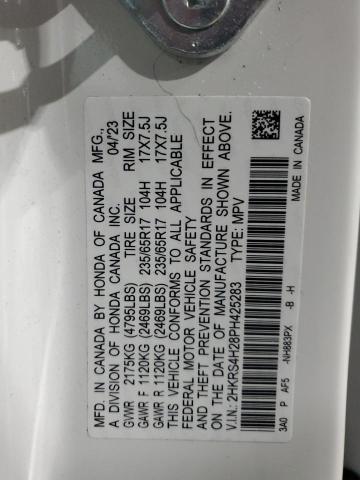 MFD. IN CANADA BY HONDA OF CANADA MFG.,
A DIVISION OF HONDA CANADA INC. 04/23
GVWR 2175KG (4795LBS) TIRE SIZE RIM SIZE
GAWR F 1120KG (2469LBS) 235/65R17 104H 17X7.5J
GAWR R 1120KG (2469LBS) 235/65R17 104H 17X7.5J
THIS VEHICLE CONFORMS TO ALL APPLICABLE
FEDERAL MOTOR VEHICLE SAFETY
AND THEFT PREVENTION STANDARDS IN EFFECT
ON THE DATE OF MANUFACTURE SHOWN ABOVE.
V.I.N.: 2HKRS4H28PH425283 TYPE: MPV
3A0 P AF5 -NH883PX -B -H MADE IN CANADA